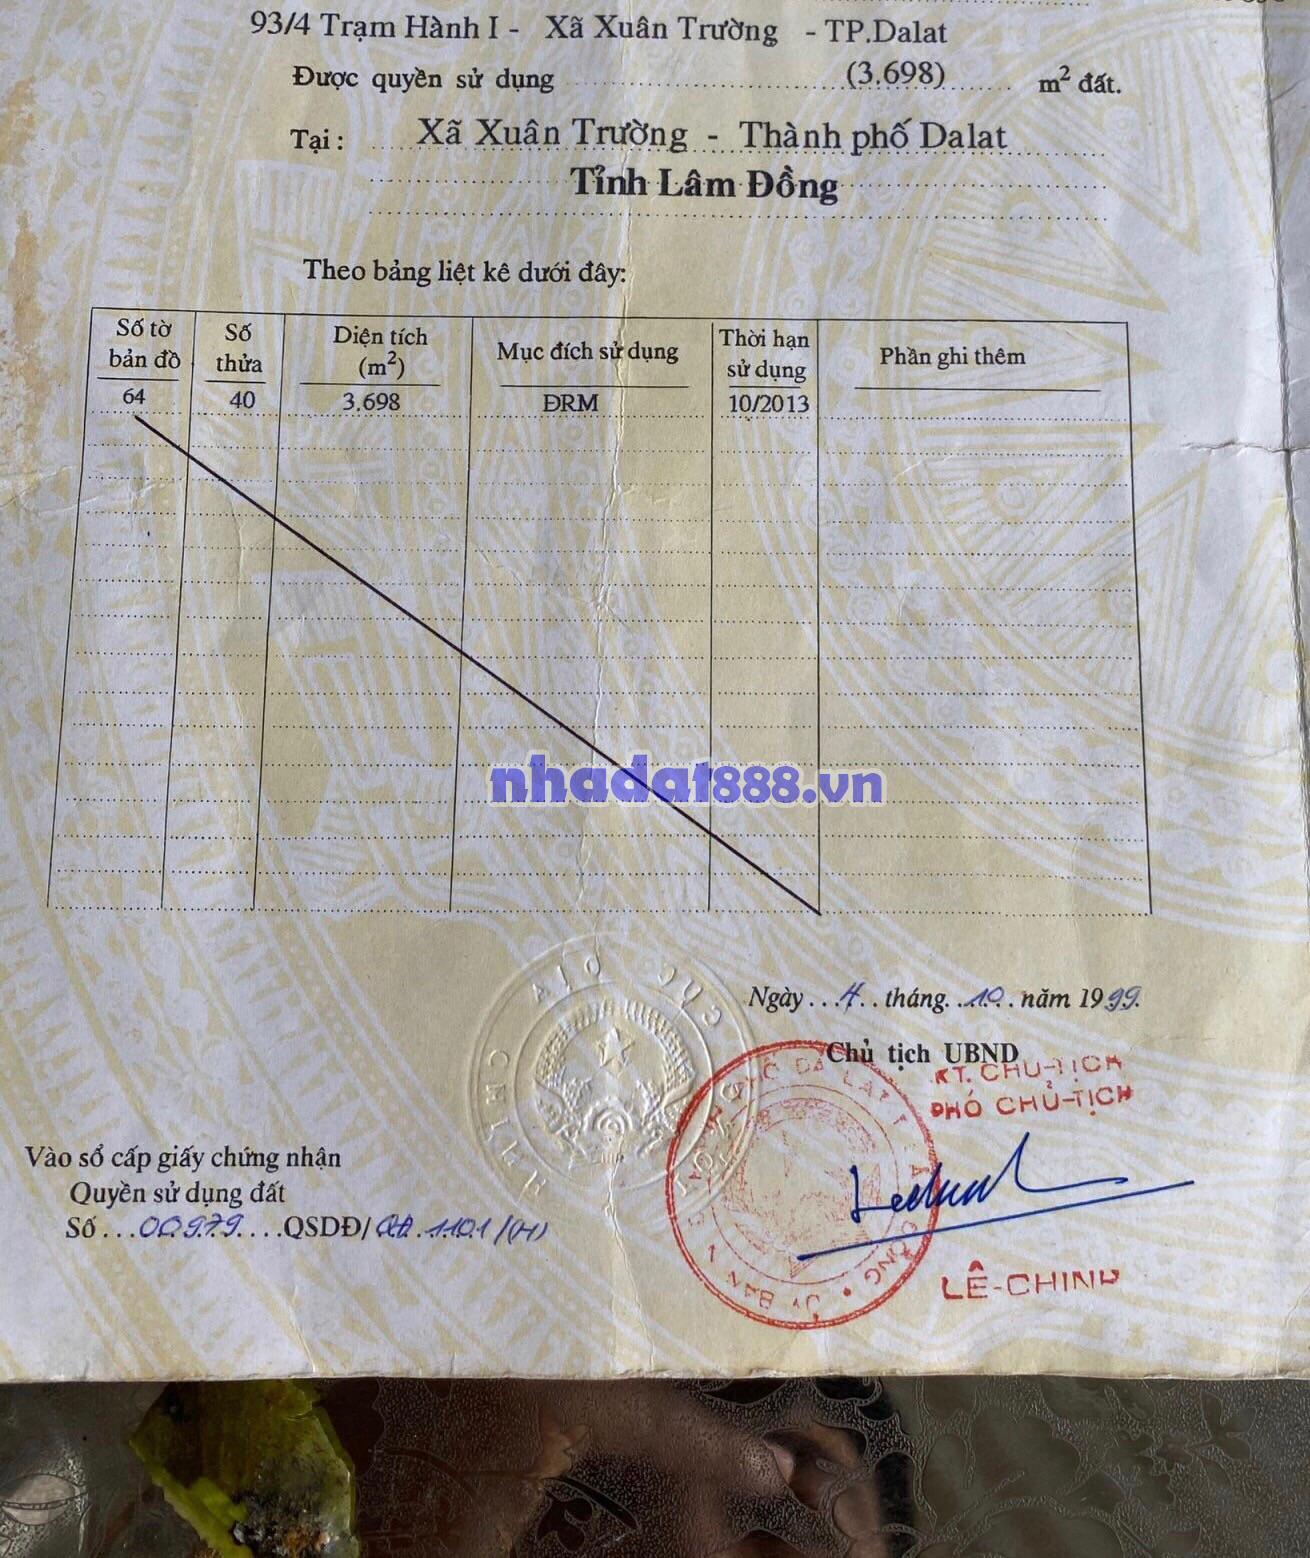 93/4 Trạm Hành I - Xã Xuân Trường - TP.Dalat
Được quyền sử dụng (3.698) m² đất.
Tại : Xã Xuân Trường - Thành phố Dalat
Tỉnh Lâm Đồng
Theo bảng liệt kê dưới đây:
Số tờ bản đồ | Số thửa | Diện tích (m²) | Mục đích sử dụng | Thời hạn sử dụng | Phần ghi thêm
64 | 40 | 3.698 | ĐRM | 10/2013
nhadat888.vn
Ngày 4 tháng 10 năm 1999
Chủ tịch UBND
KT. CHỦ-TỊCH
PHÓ CHỦ-TỊCH
Vào sổ cấp giấy chứng nhận
Quyền sử dụng đất
Số 00979 QSDĐ/ 1101/(H)
LÊ-CHINH